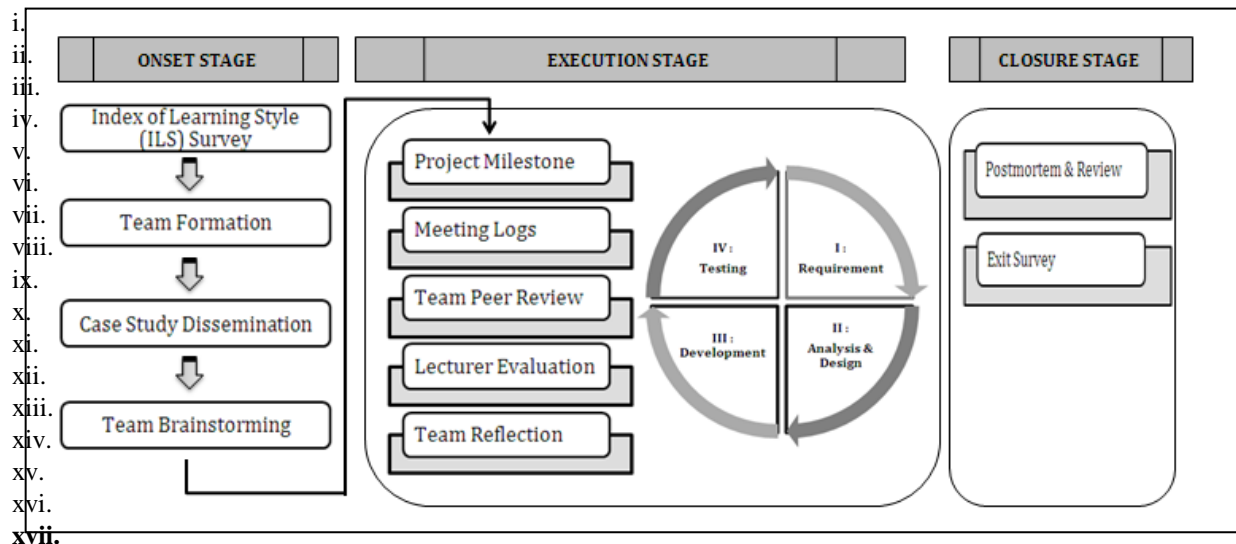 i.
ii.
iii.
iv.
v.
vi.
vii.
viii.
ix.
x.
xi.
xii.
xiii.
xiv.
xv.
xvi.
xvii.
ONSET STAGE
Index of Learning Style
(ILS) Survey
Team Formation
Case Study Dissemination
Team Brainstorming
EXECUTION STAGE
Project Milestone
Meeting Logs
Team Peer Review
Lecturer Evaluation
Team Reflection
I :
Requirement
II :
Analysis &
Design
III :
Development
IV :
Testing
CLOSURE STAGE
Postmortem & Review
Exit Survey